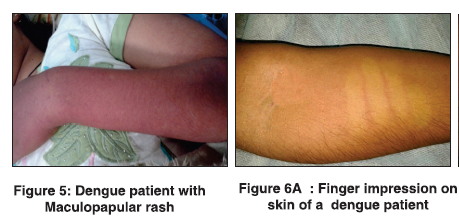 Figure 5: Dengue patient with
Maculopapular rash
Figure 6A : Finger impression on
skin of a dengue patient